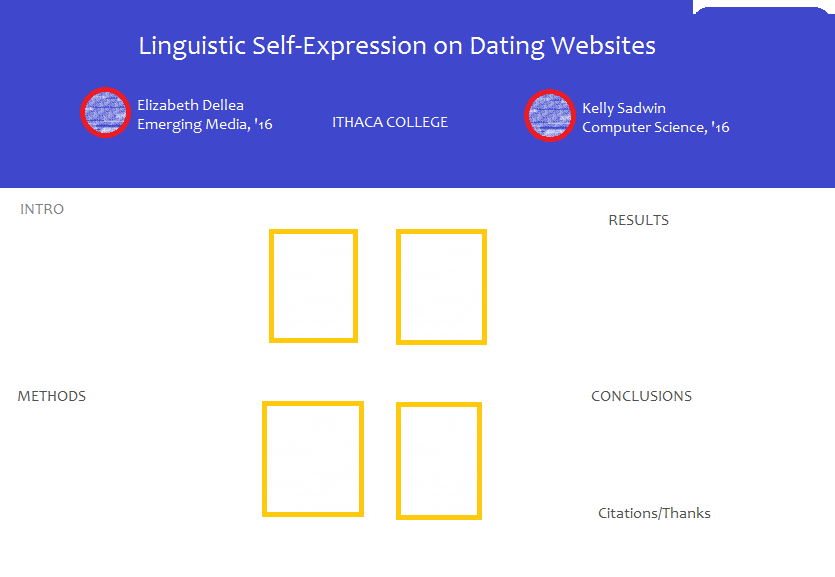 Linguistic Self-Expression on Dating Websites
Elizabeth Dellea
Emerging Media, '16
ITHACA COLLEGE
Kelly Sadwin
Computer Science, '16
INTRO
RESULTS
METHODS
CONCLUSIONS
Citations/Thanks